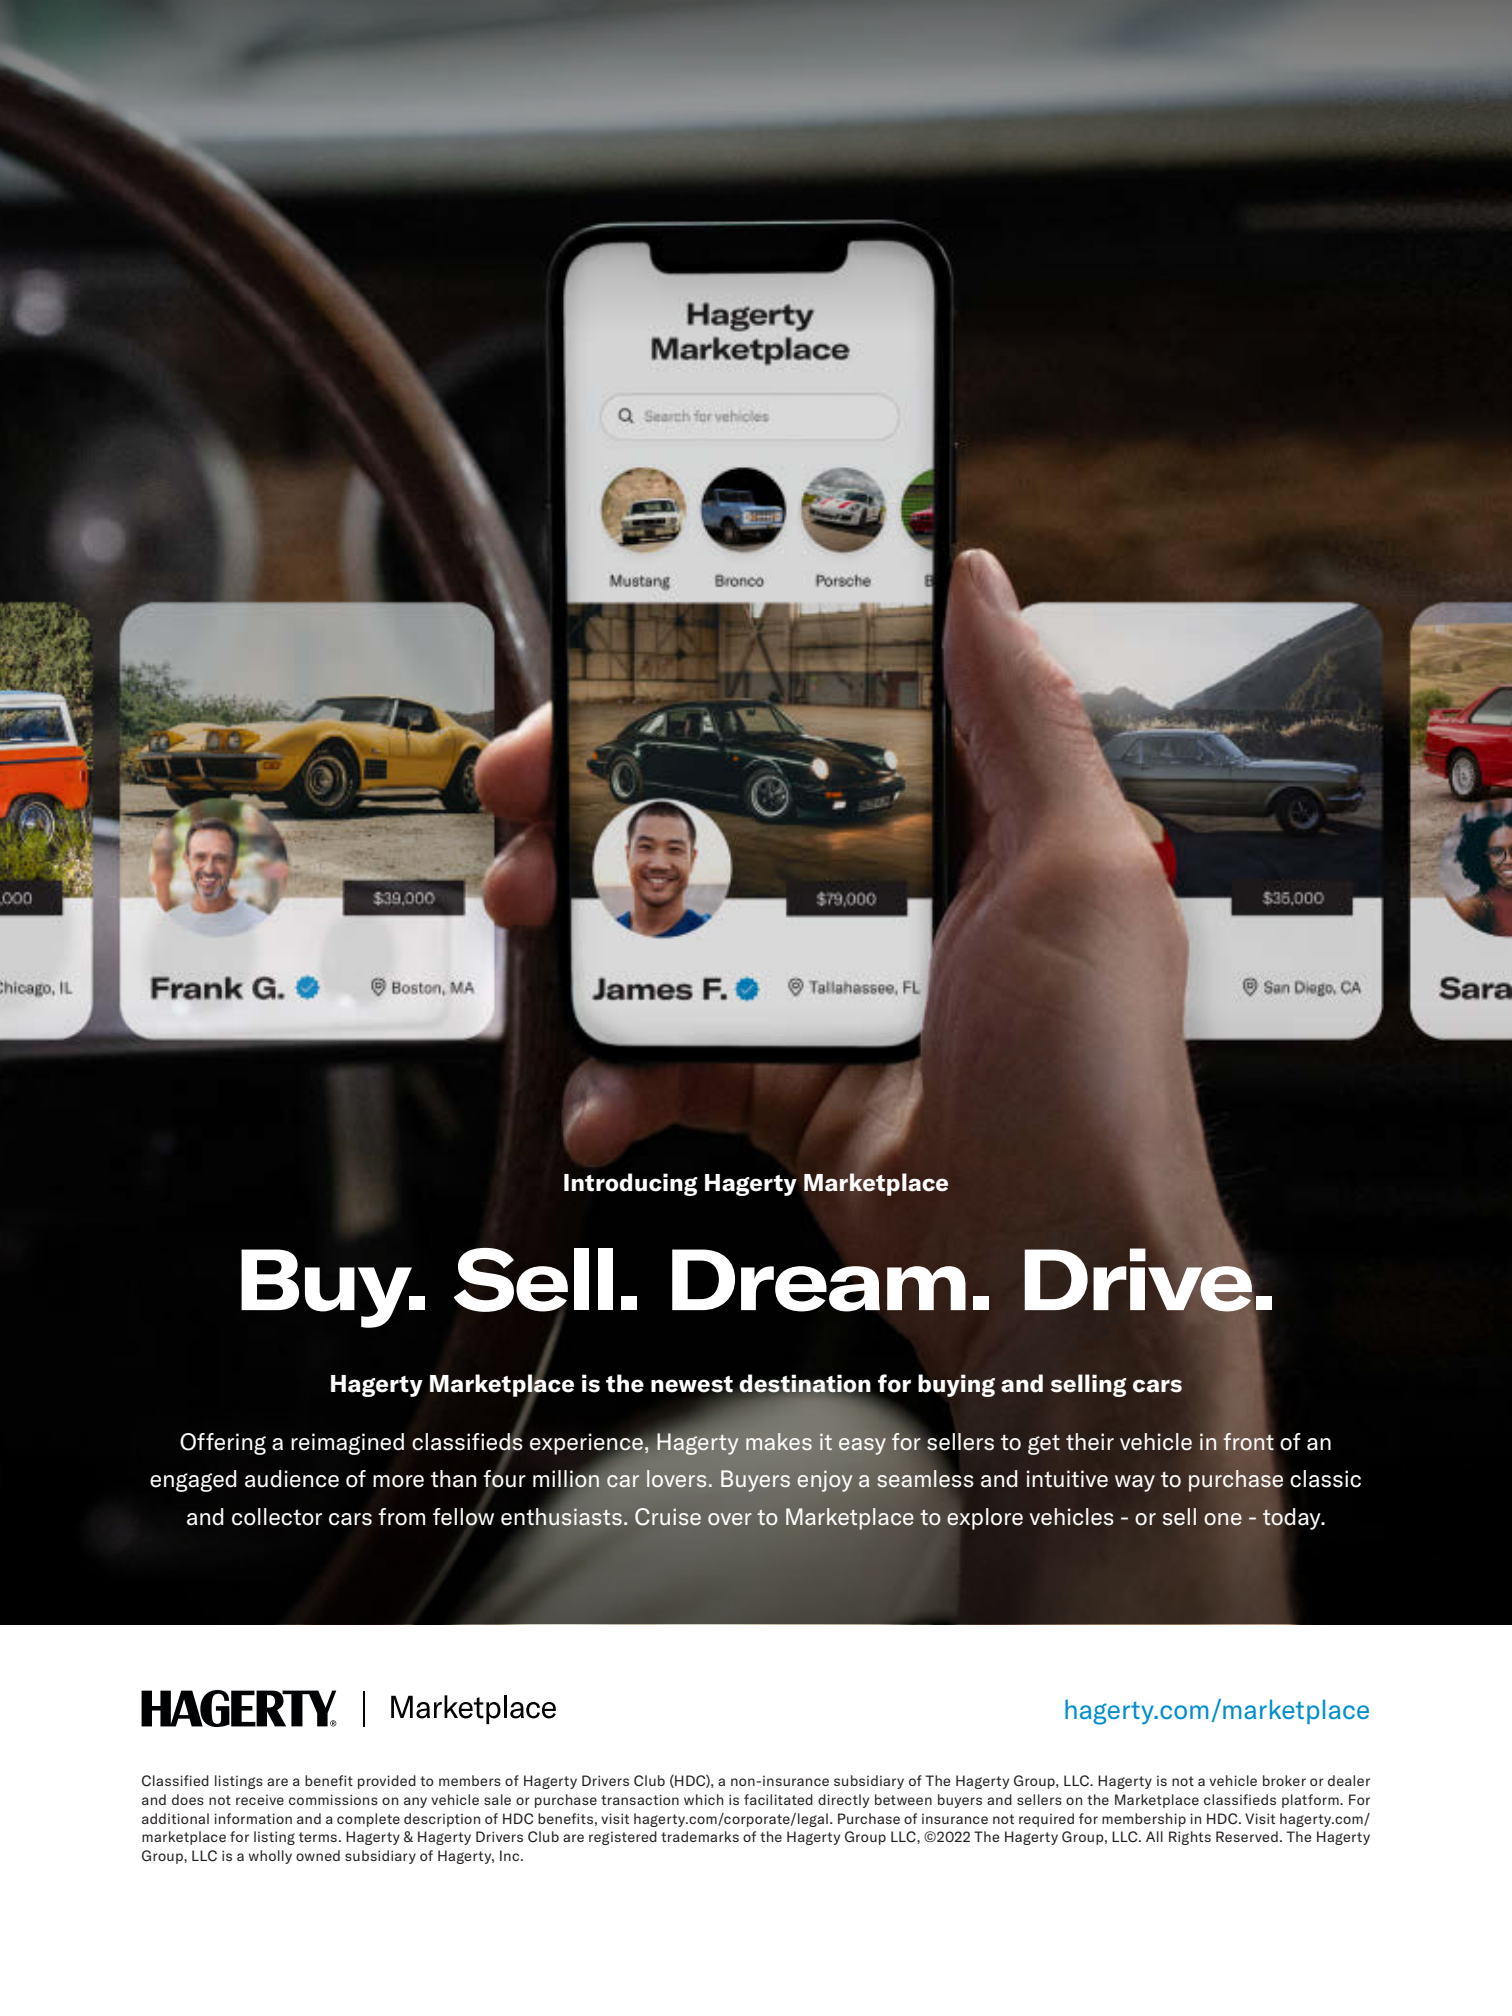 Hagerty
Marketplace
Search for vehicles
Mustang Bronco Porsche B
,000 $39,000 $79,000 $35,000
Chicago, IL Frank G. Boston, MA James F. Tallahassee, FL San Diego, CA Sara
Introducing Hagerty Marketplace
Buy. Sell. Dream. Drive.
Hagerty Marketplace is the newest destination for buying and selling cars
Offering a reimagined classifieds experience, Hagerty makes it easy for sellers to get their vehicle in front of an
engaged audience of more than four million car lovers. Buyers enjoy a seamless and intuitive way to purchase classic
and collector cars from fellow enthusiasts. Cruise over to Marketplace to explore vehicles - or sell one - today.
HAGERTY® | Marketplace hagerty.com/marketplace
Classified listings are a benefit provided to members of Hagerty Drivers Club (HDC), a non-insurance subsidiary of The Hagerty Group, LLC. Hagerty is not a vehicle broker or dealer
and does not receive commissions on any vehicle sale or purchase transaction which is facilitated directly between buyers and sellers on the Marketplace classifieds platform. For
additional information and a complete description of HDC benefits, visit hagerty.com/corporate/legal. Purchase of insurance not required for membership in HDC. Visit hagerty.com/
marketplace for listing terms. Hagerty & Hagerty Drivers Club are registered trademarks of the Hagerty Group LLC, ©2022 The Hagerty Group, LLC. All Rights Reserved. The Hagerty
Group, LLC is a wholly owned subsidiary of Hagerty, Inc.